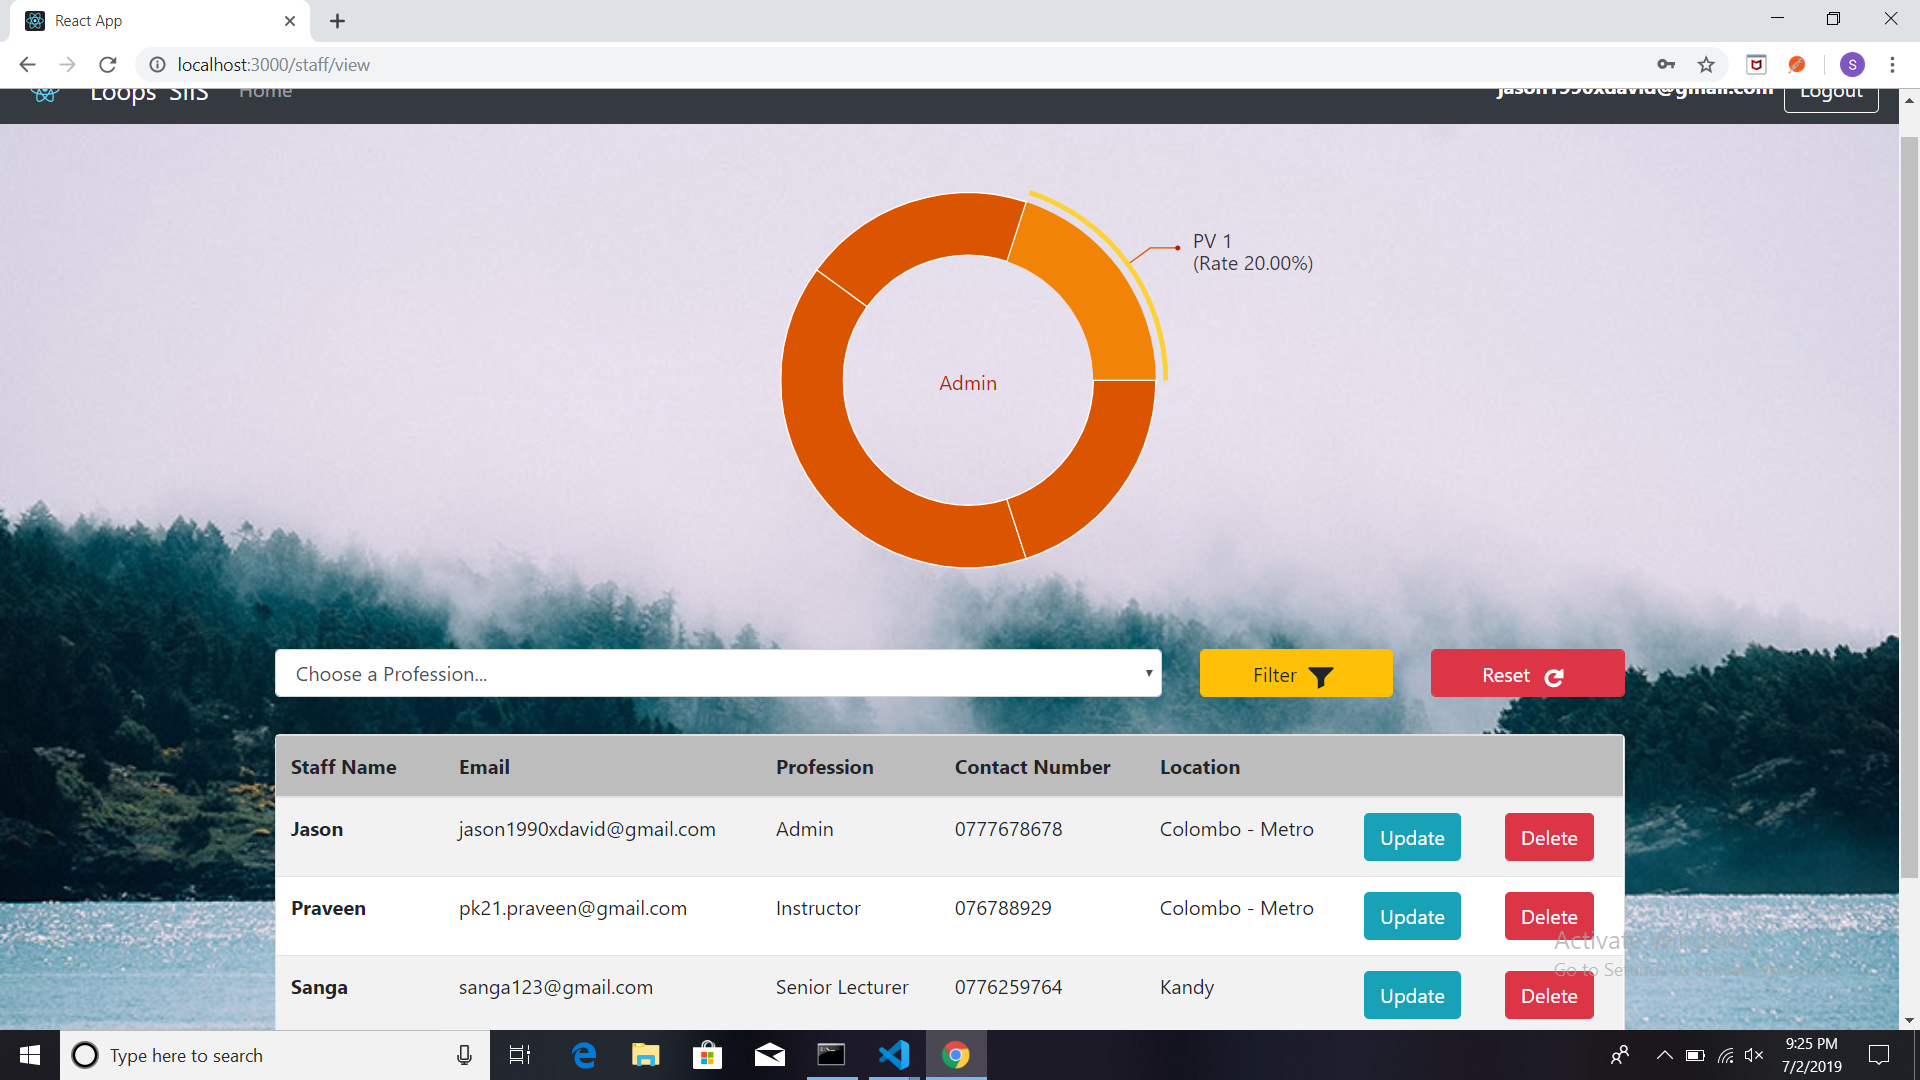 React App
localhost:3000/staff/view
S
Loops SIIS Home jason1990xdavid@gmail.com Logout
PV 1
(Rate 20.00%)
Admin
Choose a Profession... Filter Reset
Staff Name Email Profession Contact Number Location
Jason jason1990xdavid@gmail.com Admin 0777678678 Colombo - Metro Update Delete
Praveen pk21.praveen@gmail.com Instructor 076788929 Colombo - Metro Update Delete
Activate Windows
Go to Settings to activate Windows.
Sanga sanga123@gmail.com Senior Lecturer 0776259764 Kandy Update Delete
Type here to search
9:25 PM
7/2/2019